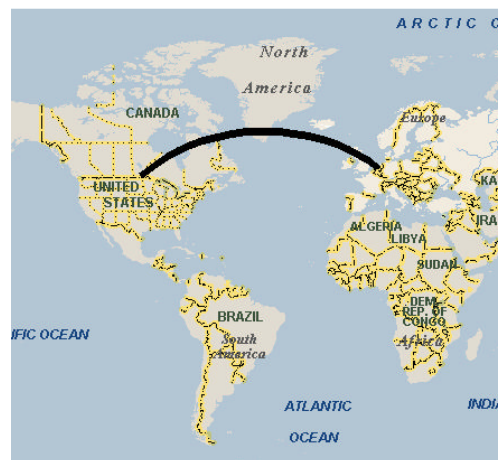 ARCTIC O
North
America
CANADA
Europe
UNITED
STATES
KA
IRA
ALGERIA
LIBYA
SUDAN
DEM.
REP. OF
CONGO
BRAZIL
South
America
Africa
IFIC OCEAN
ATLANTIC
OCEAN
INDIA